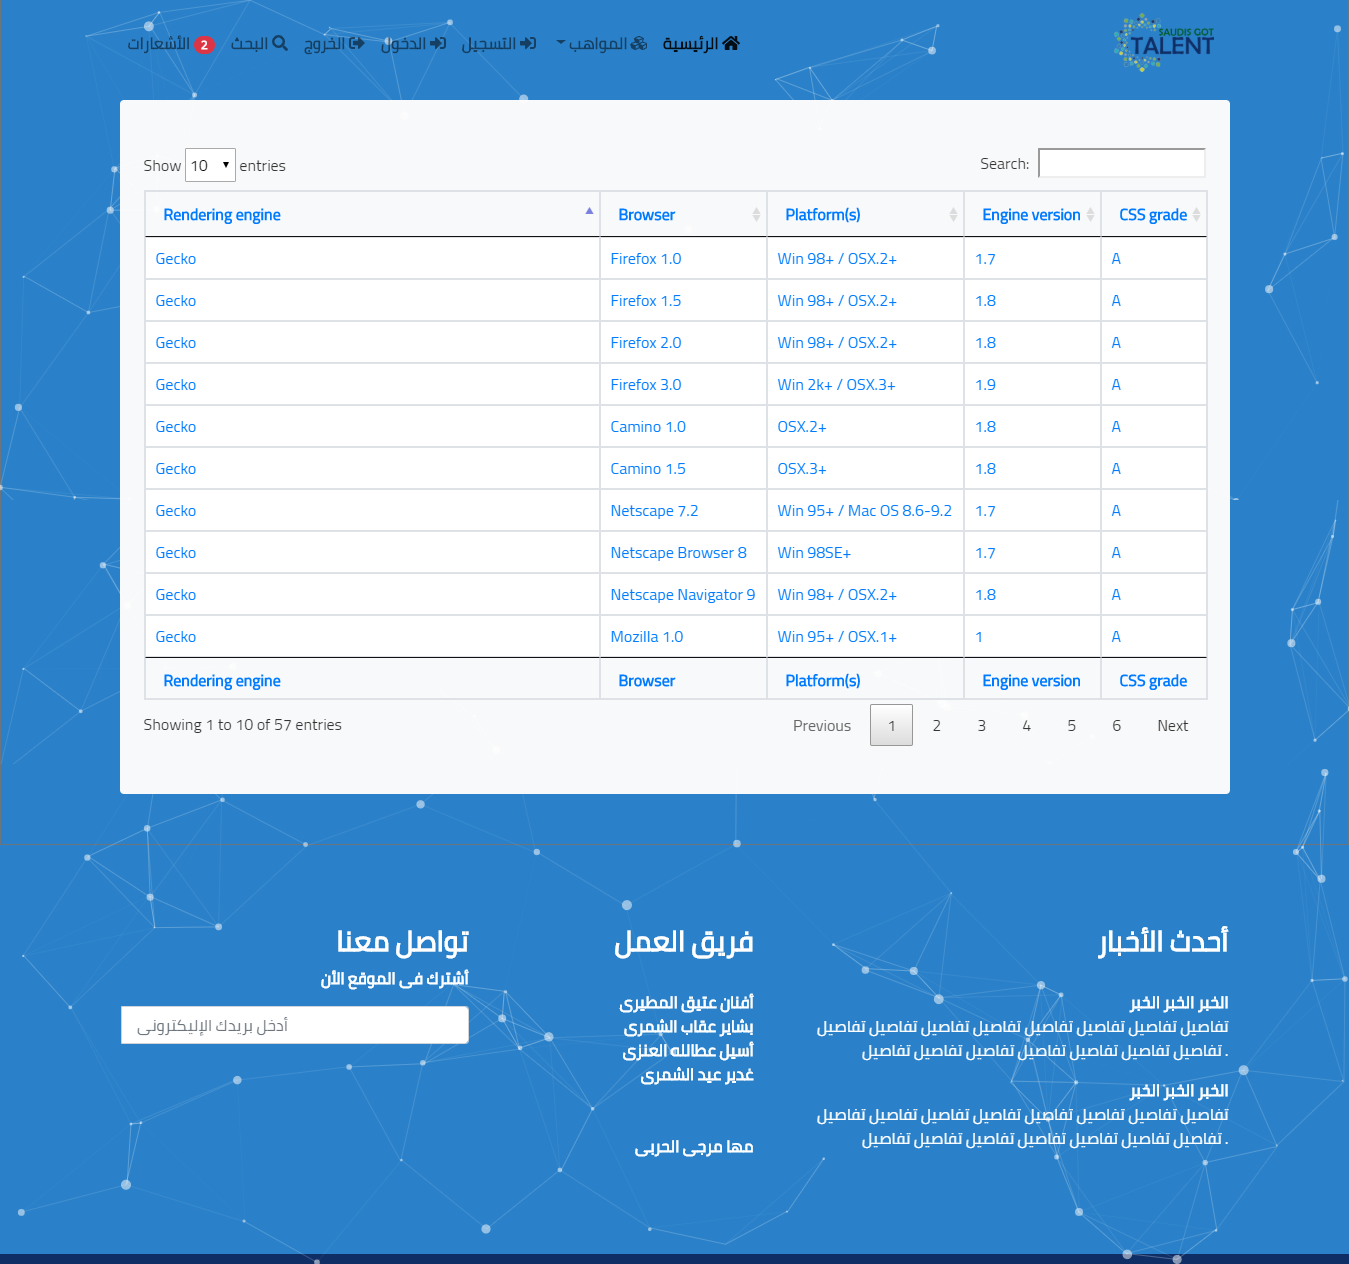 SAUDIS GOT
TALENT
الرئيسية المواهب التسجيل الدخول الخروج البحث 2 الأشعارات
Show 10 entries Search:
Rendering engine Browser Platform(s) Engine version CSS grade
Gecko Firefox 1.0 Win 98+ / OSX.2+ 1.7 A
Gecko Firefox 1.5 Win 98+ / OSX.2+ 1.8 A
Gecko Firefox 2.0 Win 98+ / OSX.2+ 1.8 A
Gecko Firefox 3.0 Win 2k+ / OSX.3+ 1.9 A
Gecko Camino 1.0 OSX.2+ 1.8 A
Gecko Camino 1.5 OSX.3+ 1.8 A
Gecko Netscape 7.2 Win 95+ / Mac OS 8.6-9.2 1.7 A
Gecko Netscape Browser 8 Win 98SE+ 1.7 A
Gecko Netscape Navigator 9 Win 98+ / OSX.2+ 1.8 A
Gecko Mozilla 1.0 Win 95+ / OSX.1+ 1 A
Rendering engine Browser Platform(s) Engine version CSS grade
Showing 1 to 10 of 57 entries Previous 1 2 3 4 5 6 Next
أحدث الأخبار
الخبر الخبر الخبر
تفاصيل تفاصيل تفاصيل تفاصيل تفاصيل تفاصيل تفاصيل تفاصيل
تفاصيل تفاصيل تفاصيل تفاصيل تفاصيل تفاصيل تفاصيل .
الخبر الخبر الخبر
تفاصيل تفاصيل تفاصيل تفاصيل تفاصيل تفاصيل تفاصيل تفاصيل
تفاصيل تفاصيل تفاصيل تفاصيل تفاصيل تفاصيل تفاصيل .
فريق العمل
أفنان عتيق المطيرى
بشاير عقاب الشمرى
أسيل عطالله العنزى
غدير عيد الشمرى
مها مرجى الحربى
تواصل معنا
أشترك فى الموقع الأن
أدخل بريدك الإليكترونى